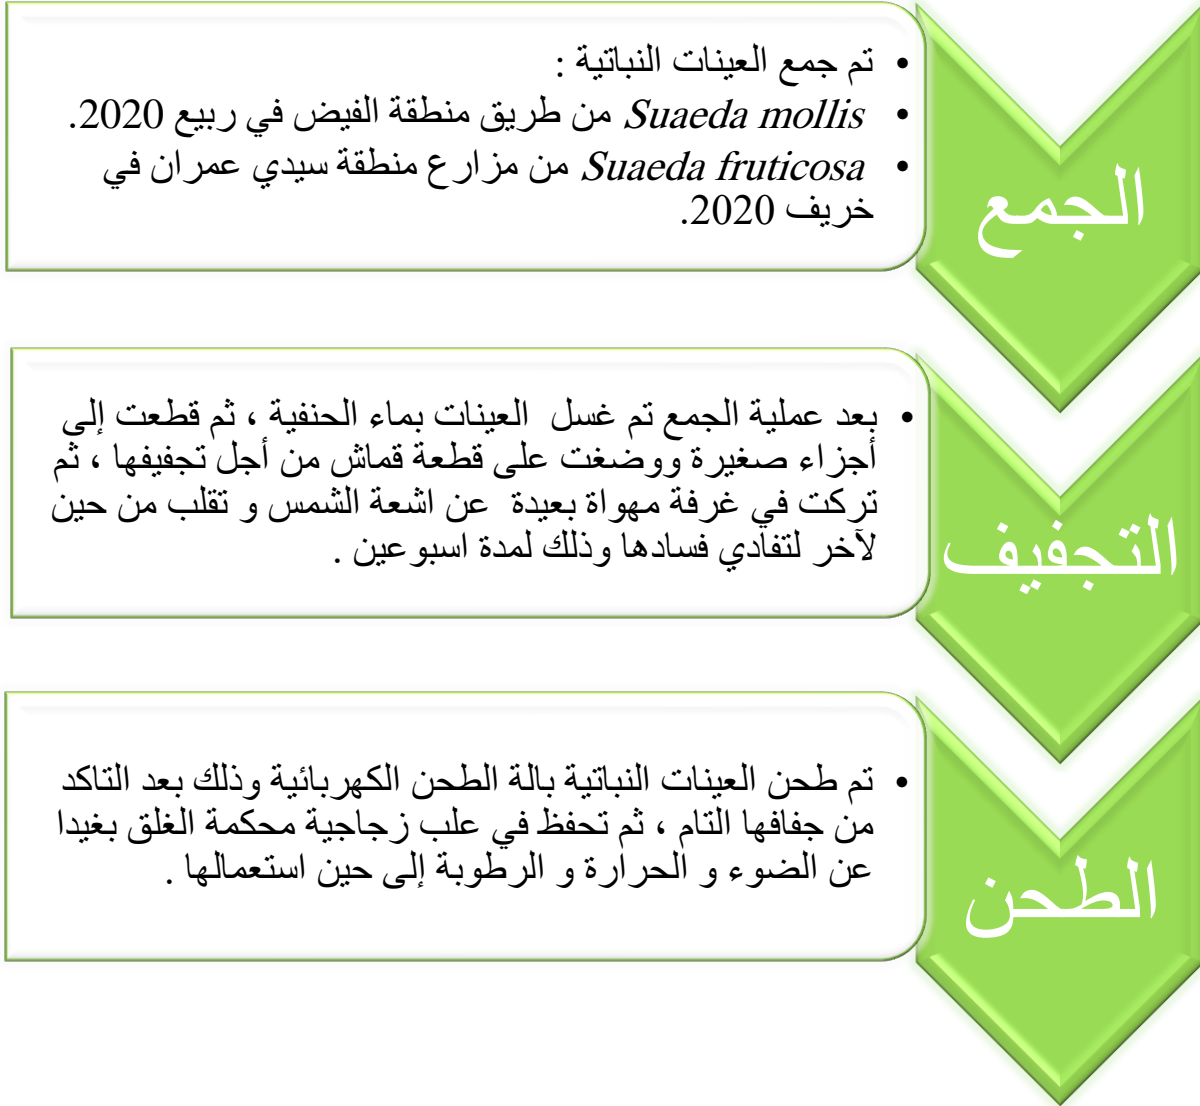 الجمع
• تم جمع العينات النباتية :
• Suaeda mollis من طريق منطقة الفيض في ربيع 2020.
• Suaeda fruticosa من مزارع منطقة سيدي عمران في
خريف 2020.
التجفيف
• بعد عملية الجمع تم غسل العينات بماء الحنفية ، ثم قطعت إلى
أجزاء صغيرة ووضغت على قطعة قماش من أجل تجفيفها ، ثم
تركت في غرفة مهواة بعيدة عن اشعة الشمس و تقلب من حين
لآخر لتفادي فسادها وذلك لمدة اسبوعين .
الطحن
• تم طحن العينات النباتية بالة الطحن الكهربائية وذلك بعد التاكد
من جفافها التام ، ثم تحفظ في علب زجاجية محكمة الغلق بغيدا
عن الضوء و الحرارة و الرطوبة إلى حين استعمالها .